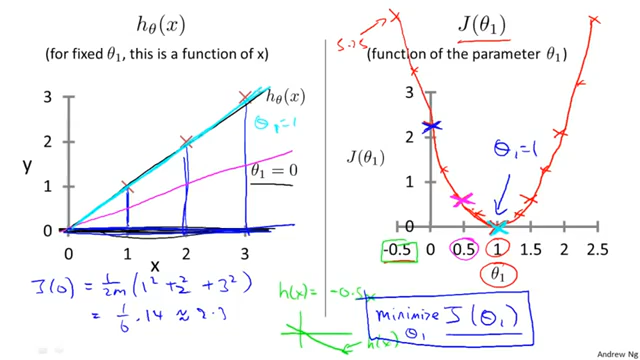 hθ(x)
(for fixed θ1, this is a function of x)
3
2
1
0
y
0 1 2 3
x
hθ(x)
θ1=1
θ1 = 0
J(0) = 1/2m (1² + 2² + 3²)
= 1/6 · 14 ≈ 2.3
h(x) = -0.5x
h(x)
J(θ1)
(function of the parameter θ1)
5.25
3
2
1
0
J(θ1)
θ1=1
-0.5 0 0.5 1 1.5 2 2.5
θ1
minimize J(θ1)
θ1
Andrew Ng